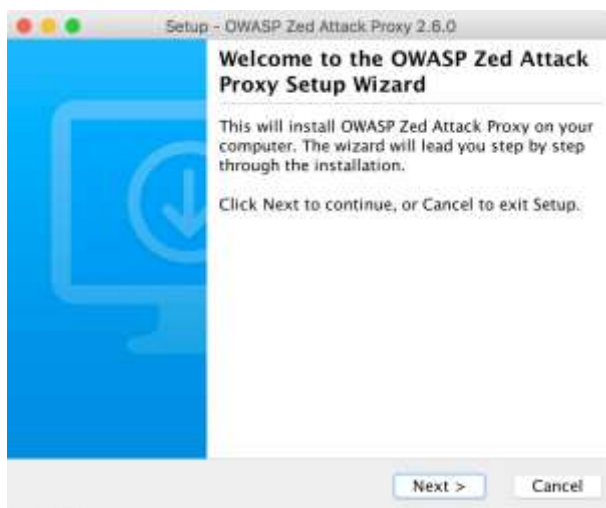 Setup - OWASP Zed Attack Proxy 2.6.0
Welcome to the OWASP Zed Attack
Proxy Setup Wizard
This will install OWASP Zed Attack Proxy on your
computer. The wizard will lead you step by step
through the installation.
Click Next to continue, or Cancel to exit Setup.
Next >
Cancel